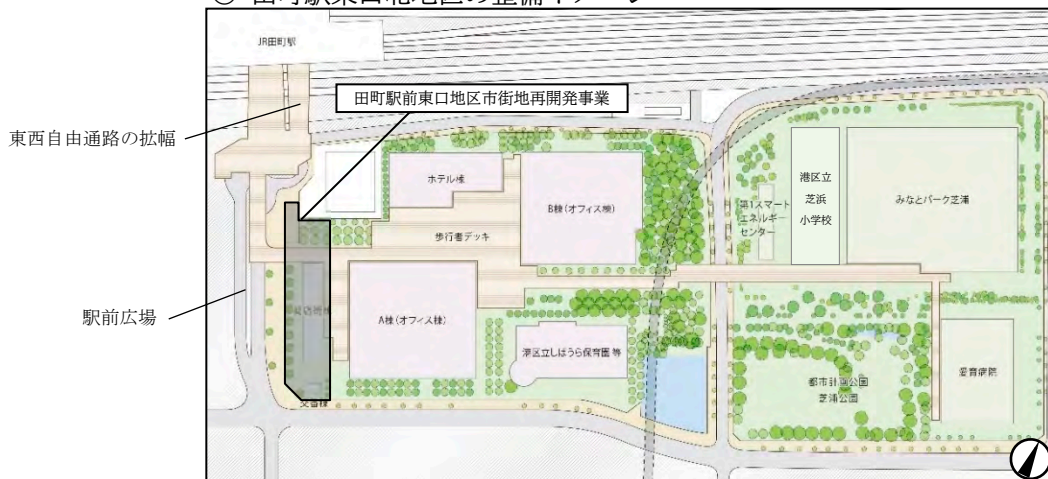 田町駅東口北地区の整備イメージ
JR田町駅
田町駅前東口地区市街地再開発事業
東西自由通路の拡幅
ホテル棟
B棟(オフィス棟)
第1スマート
エネルギー
センター
港区立
芝浜
小学校
みなとパーク芝浦
歩行者デッキ
駅前広場
A棟(オフィス棟)
港区立しばうら保育園 等
都市計画公園
芝浦公園
愛育病院
交番棟